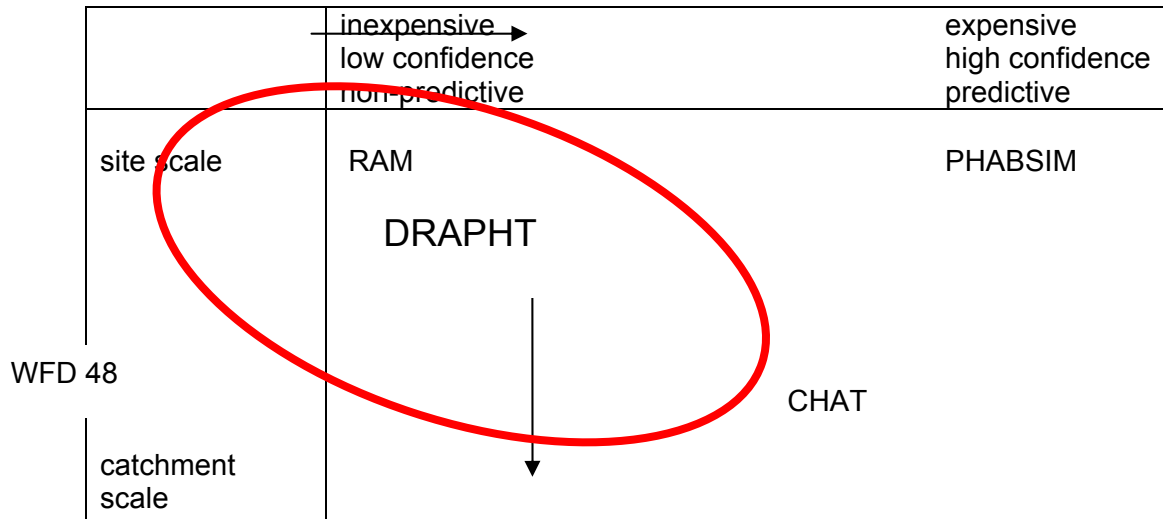 inexpensive
low confidence
non-predictive
expensive
high confidence
predictive
site scale
RAM
PHABSIM
DRAPHT
WFD 48
CHAT
catchment
scale